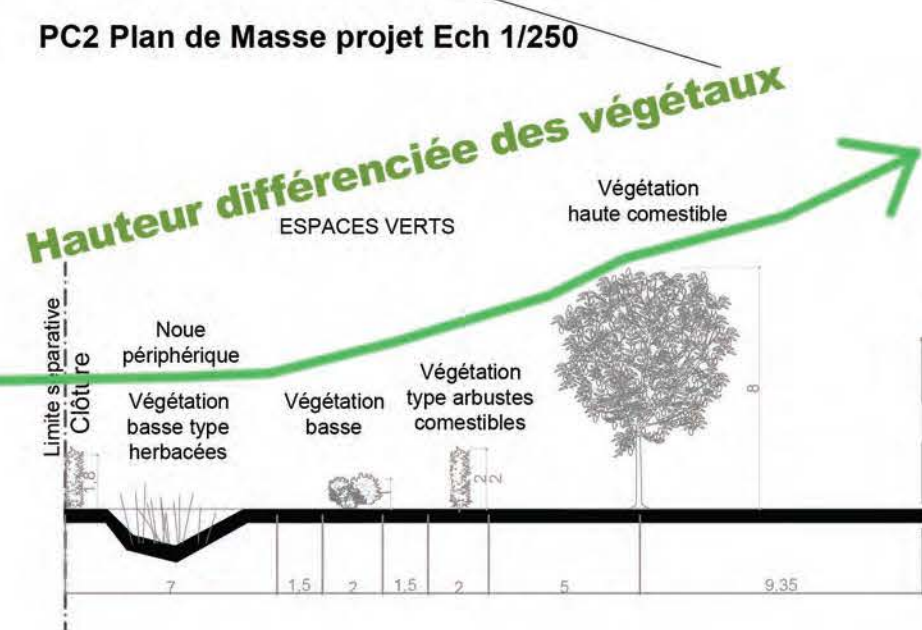 PC2 Plan de Masse projet Ech 1/250
Hauteur différenciée des végétaux
ESPACES VERTS
Végétation
haute comestible
Limite séparative
Clôture
Noue
périphérique
Végétation
basse type
herbacées
Végétation
basse
Végétation
type arbustes
comestibles
1.8
1
2
2
8
7
1,5
2
1.5
2
5
9.35